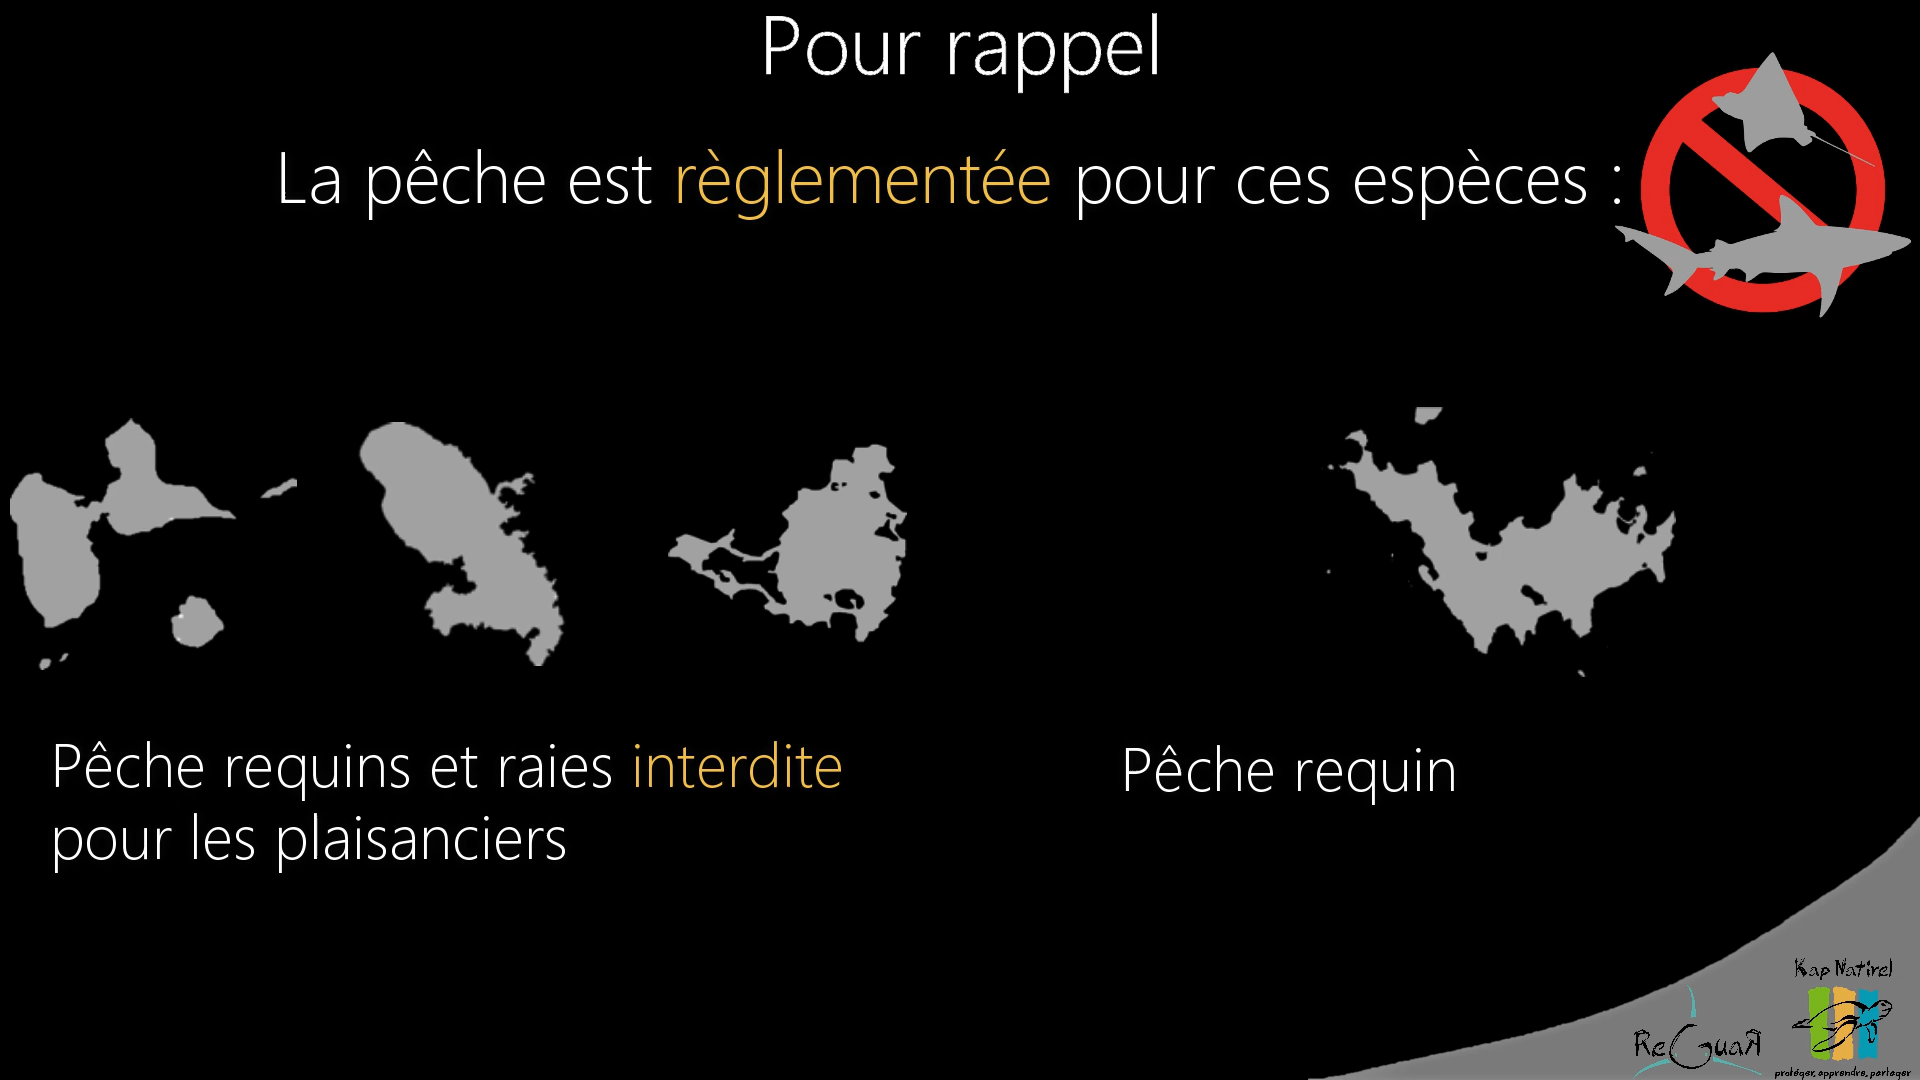 Pour rappel
La pêche est règlementée pour ces espèces :
Pêche requins et raies interdite
pour les plaisanciers
Pêche requin
Kap Natirel
ReGuaR
protéger, apprendre, partager